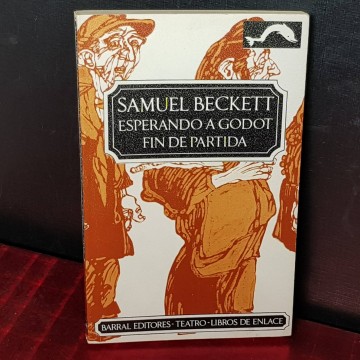 SAMUEL BECKETT
ESPERANDO A GODOT
FIN DE PARTIDA
BARRAL EDITORES - TEATRO - LIBROS DE ENLACE